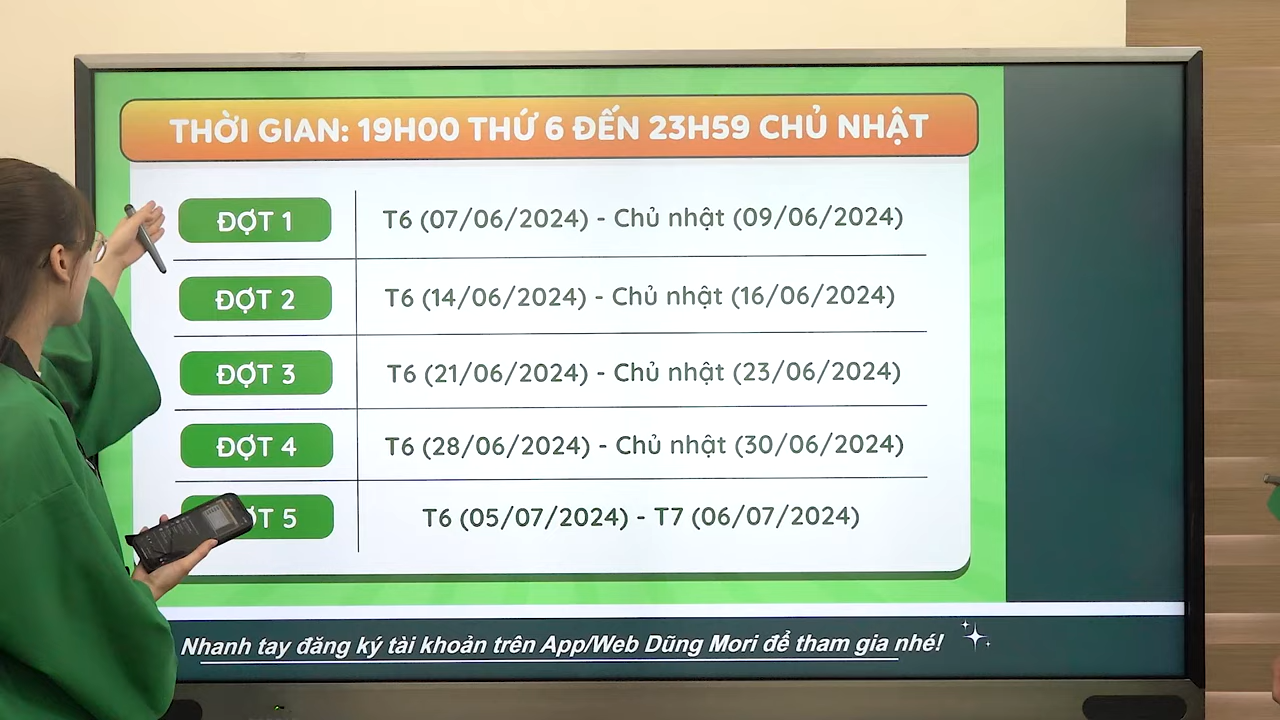 THỜI GIAN: 19H00 THỨ 6 ĐẾN 23H59 CHỦ NHẬT
ĐỢT 1 T6 (07/06/2024) - Chủ nhật (09/06/2024)
ĐỢT 2 T6 (14/06/2024) - Chủ nhật (16/06/2024)
ĐỢT 3 T6 (21/06/2024) - Chủ nhật (23/06/2024)
ĐỢT 4 T6 (28/06/2024) - Chủ nhật (30/06/2024)
ỢT 5 T6 (05/07/2024) - T7 (06/07/2024)
Nhanh tay đăng ký tài khoản trên App/Web Dũng Mori để tham gia nhé!